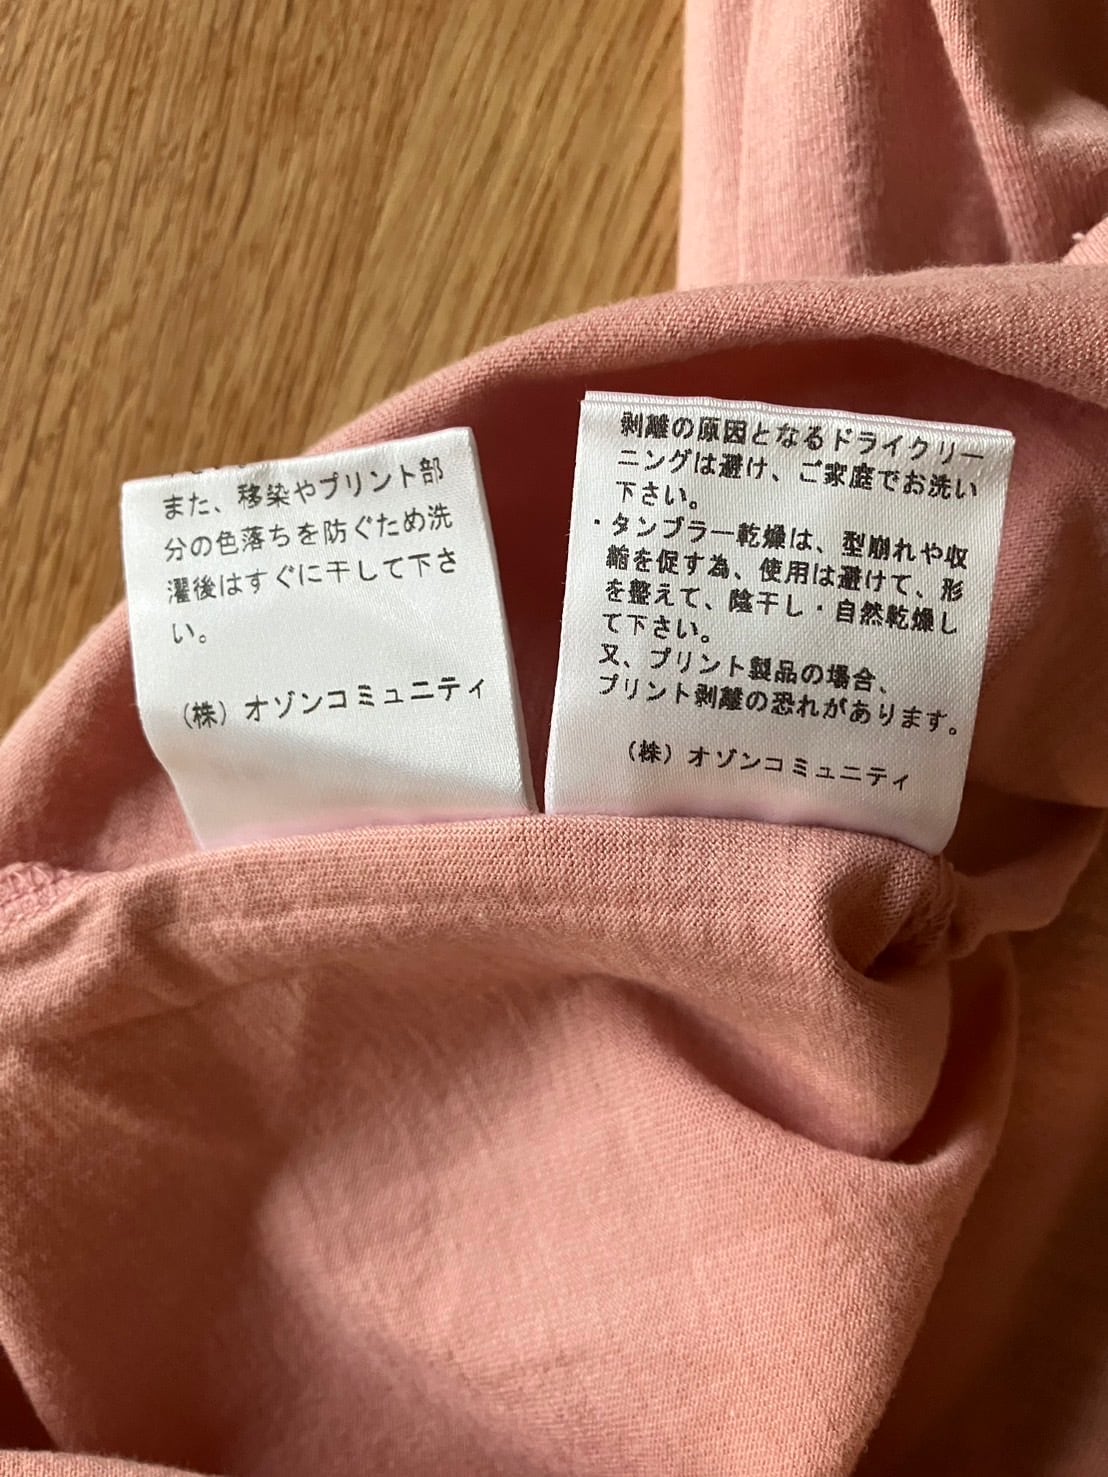 また、移染やプリント部
分の色落ちを防ぐため洗
濯後はすぐに干して下さ
い。
（株）オゾンコミュニティ
剥離の原因となるドライクリー
ニングは避け、ご家庭でお洗い
下さい。
・タンブラー乾燥は、型崩れや収
縮を促す為、使用は避けて、形
を整えて、陰干し・自然乾燥し
て下さい。
又、プリント製品の場合、
プリント剥離の恐れがあります。
（株）オゾンコミュニティ